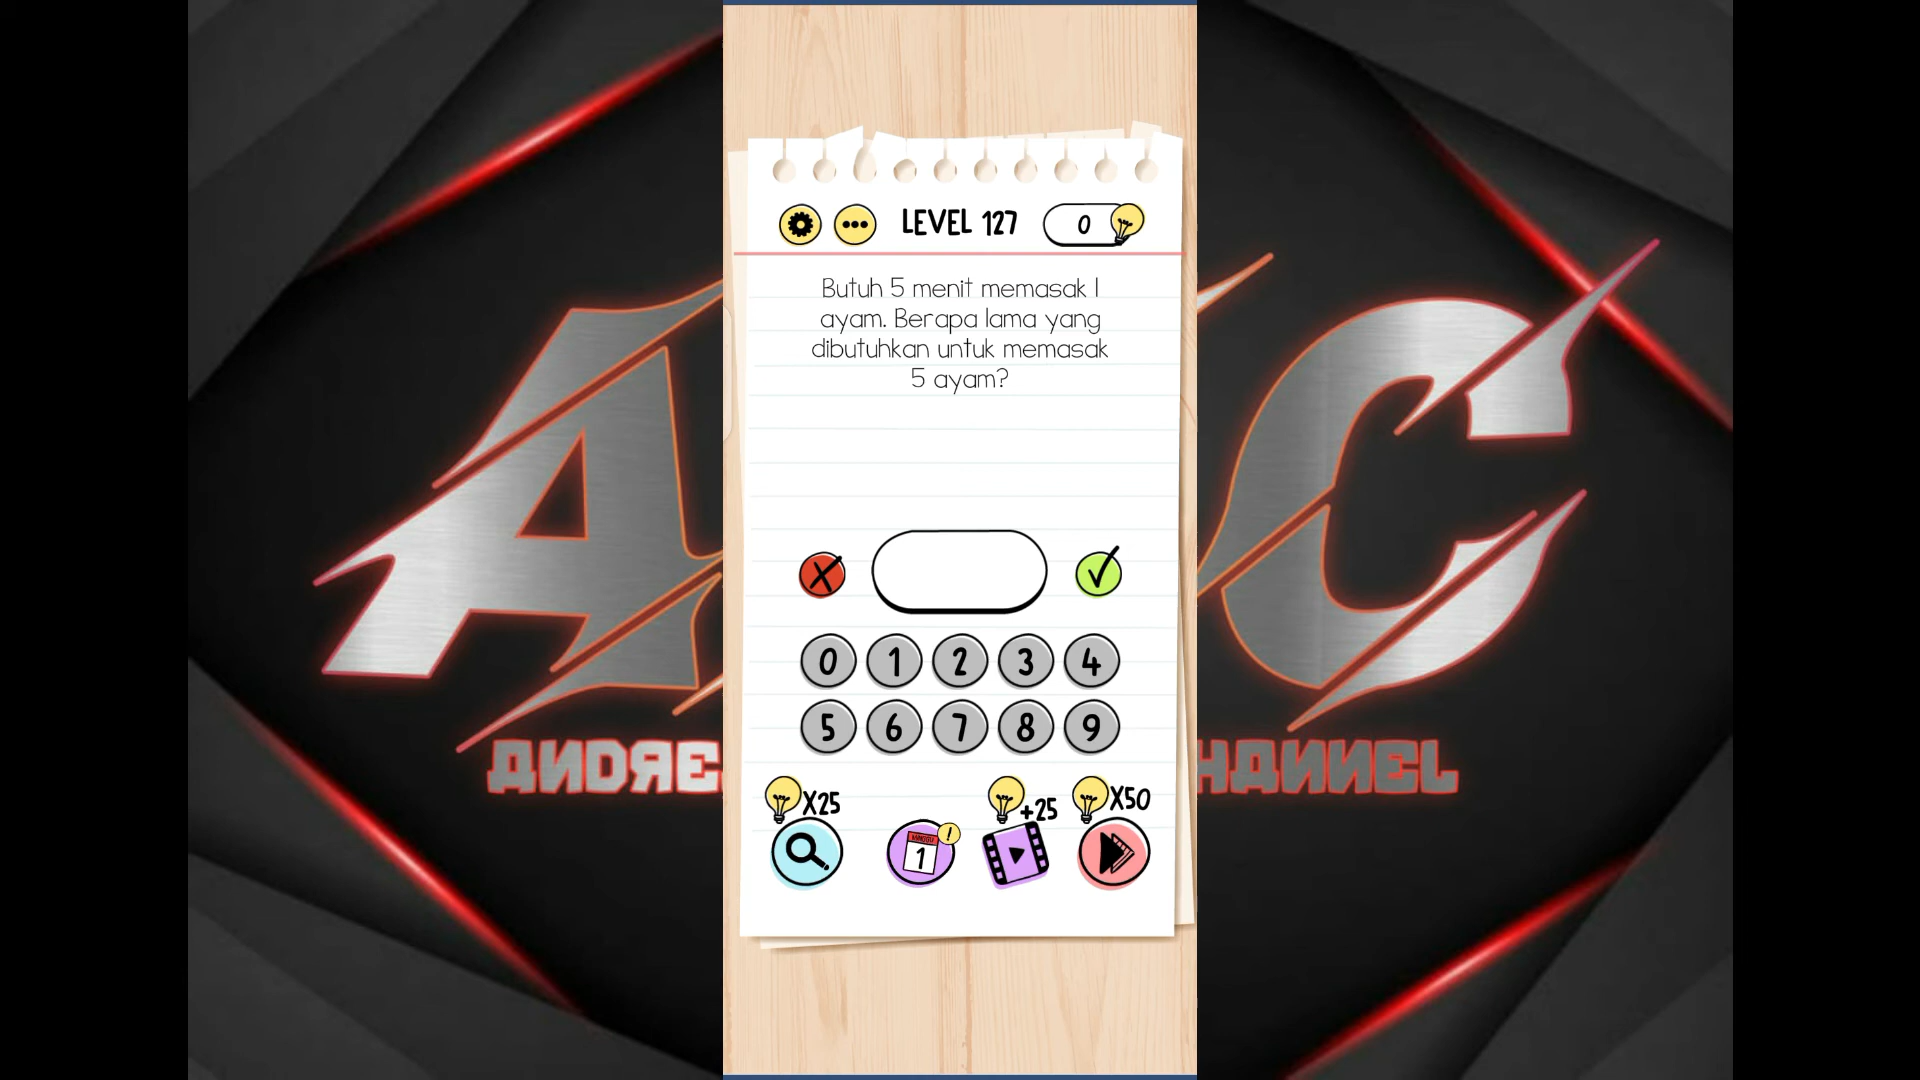 LEVEL 127
0
Butuh 5 menit memasak 1
ayam. Berapa lama yang
dibutuhkan untuk memasak
5 ayam?
0 1 2 3 4
5 6 7 8 9
X25
+25
X50
1